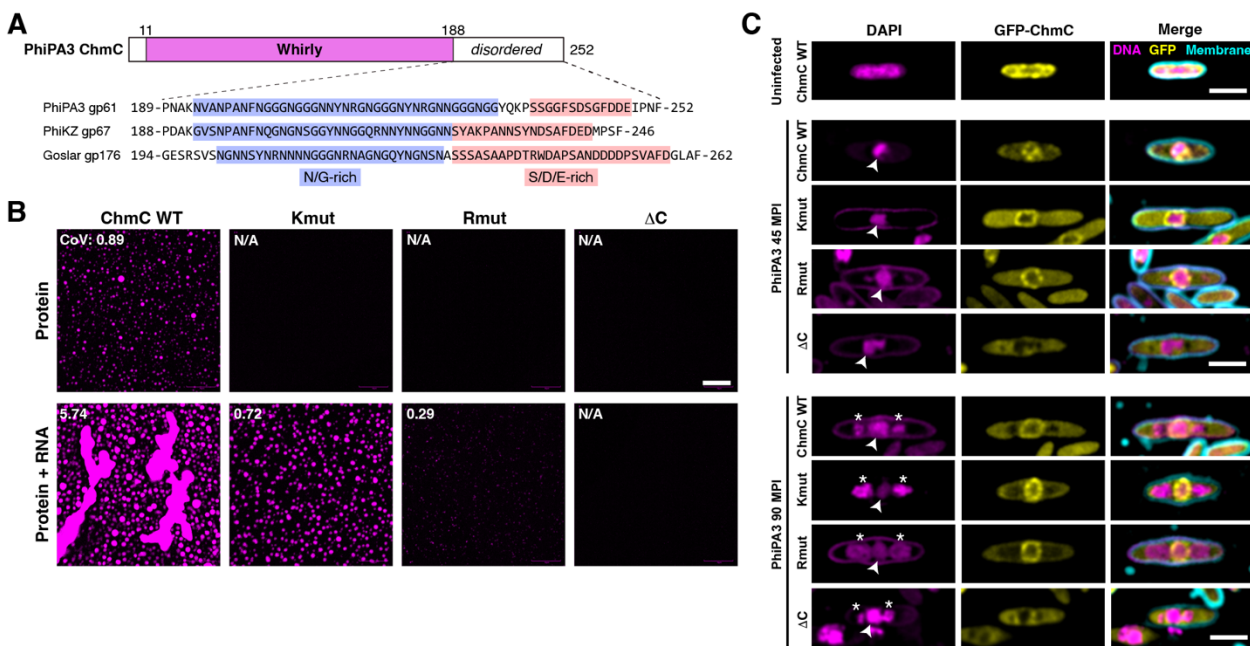 A
11
188
PhiPA3 ChmC
Whirly
disordered
252
PhiPA3 gp61 189-PNAKNVANPANFNGGGNGGGNNYNRGNGGGNYNRGNNGGGNGGYQKPSSGGFSDSGFDDEIPNF-252
PhiKZ gp67 188-PDAKGVSNPANFNQGNGNSGGYNNGGQRNNYNNGGNNSYAKPANNSYNDSAFDEDMPSF-246
Goslar gp176 194-GESRSVSNGNNSYNRNNNNGGGNRNAGNGQYNGNSNASSSASAAPDTRWDAPSANDDDDPSVAFDGLAF-262
N/G-rich
S/D/E-rich
B
ChmC WT
Kmut
Rmut
ΔC
Protein
CoV: 0.89
N/A
N/A
N/A
Protein + RNA
5.74
0.72
0.29
N/A
C
DAPI
GFP-ChmC
Merge
DNA GFP Membrane
Uninfected
ChmC WT
PhiPA3 45 MPI
ChmC WT
Kmut
Rmut
ΔC
PhiPA3 90 MPI
ChmC WT
* *
Kmut
* *
Rmut
* *
ΔC
* *